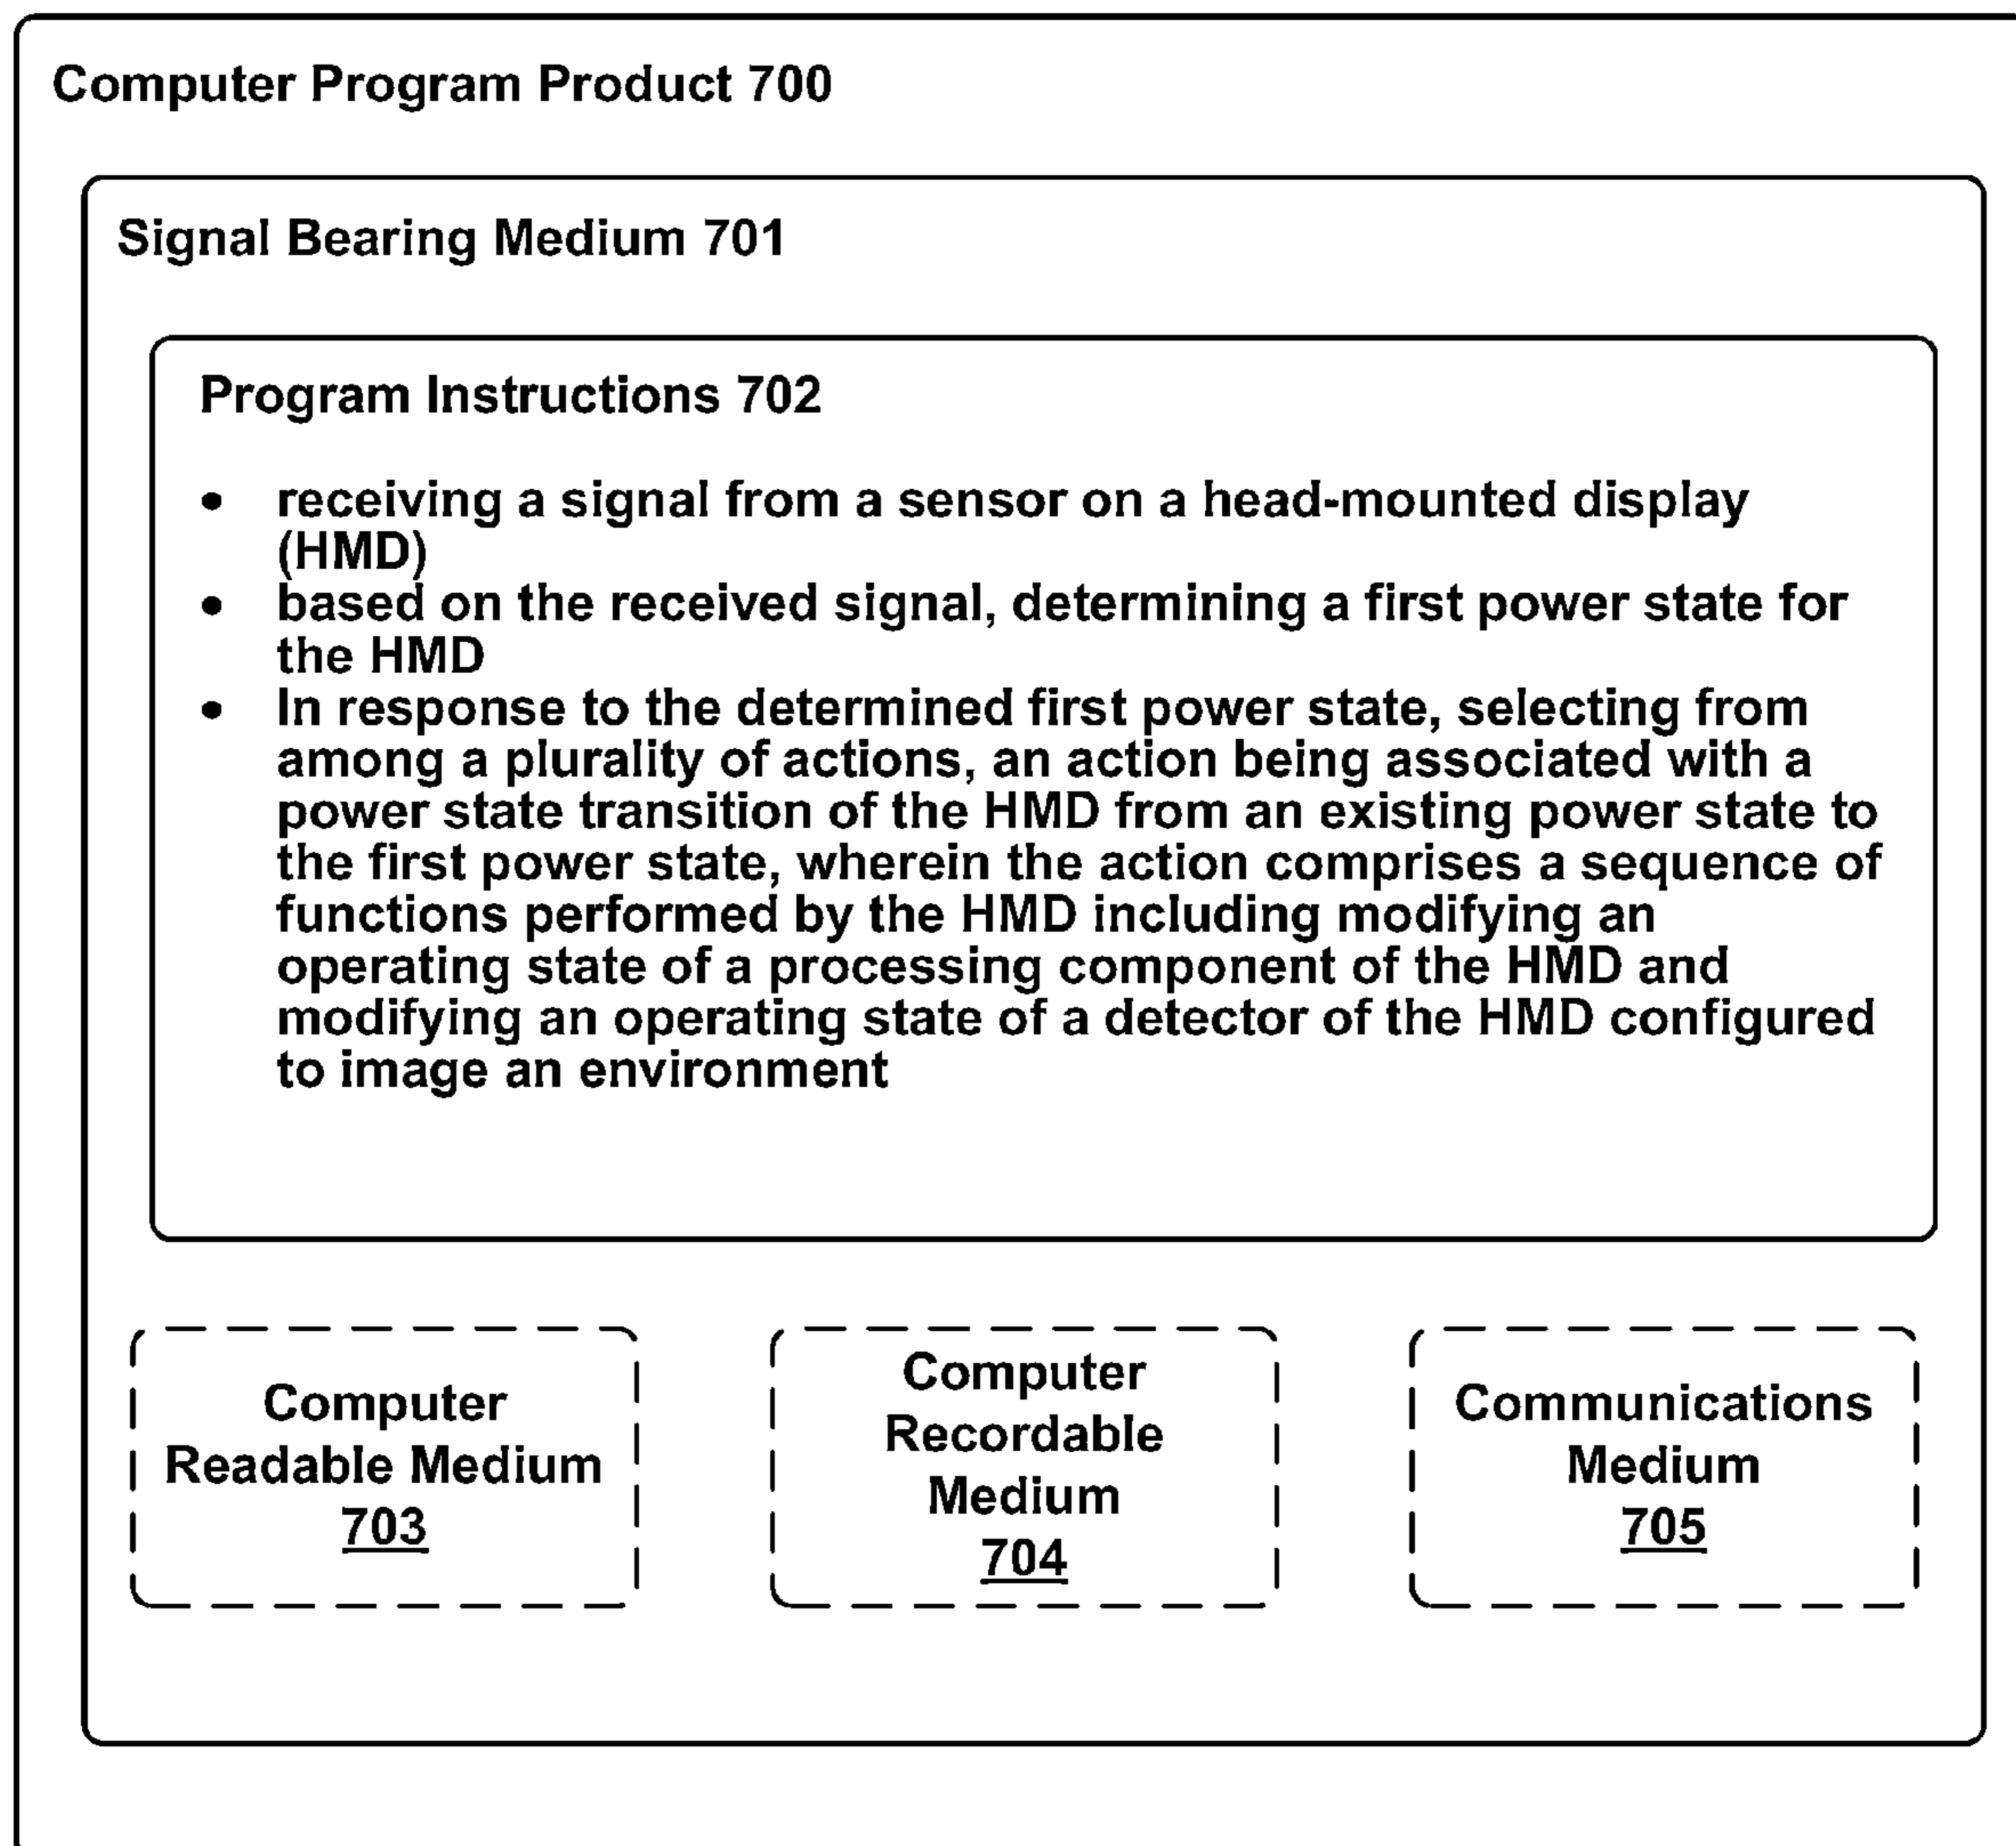 Computer Program Product 700
Signal Bearing Medium 701
Program Instructions 702
• receiving a signal from a sensor on a head-mounted display
(HMD)
• based on the received signal, determining a first power state for
the HMD
• In response to the determined first power state, selecting from
among a plurality of actions, an action being associated with a
power state transition of the HMD from an existing power state to
the first power state, wherein the action comprises a sequence of
functions performed by the HMD including modifying an
operating state of a processing component of the HMD and
modifying an operating state of a detector of the HMD configured
to image an environment
Computer
Readable Medium
703
Computer
Recordable
Medium
704
Communications
Medium
705